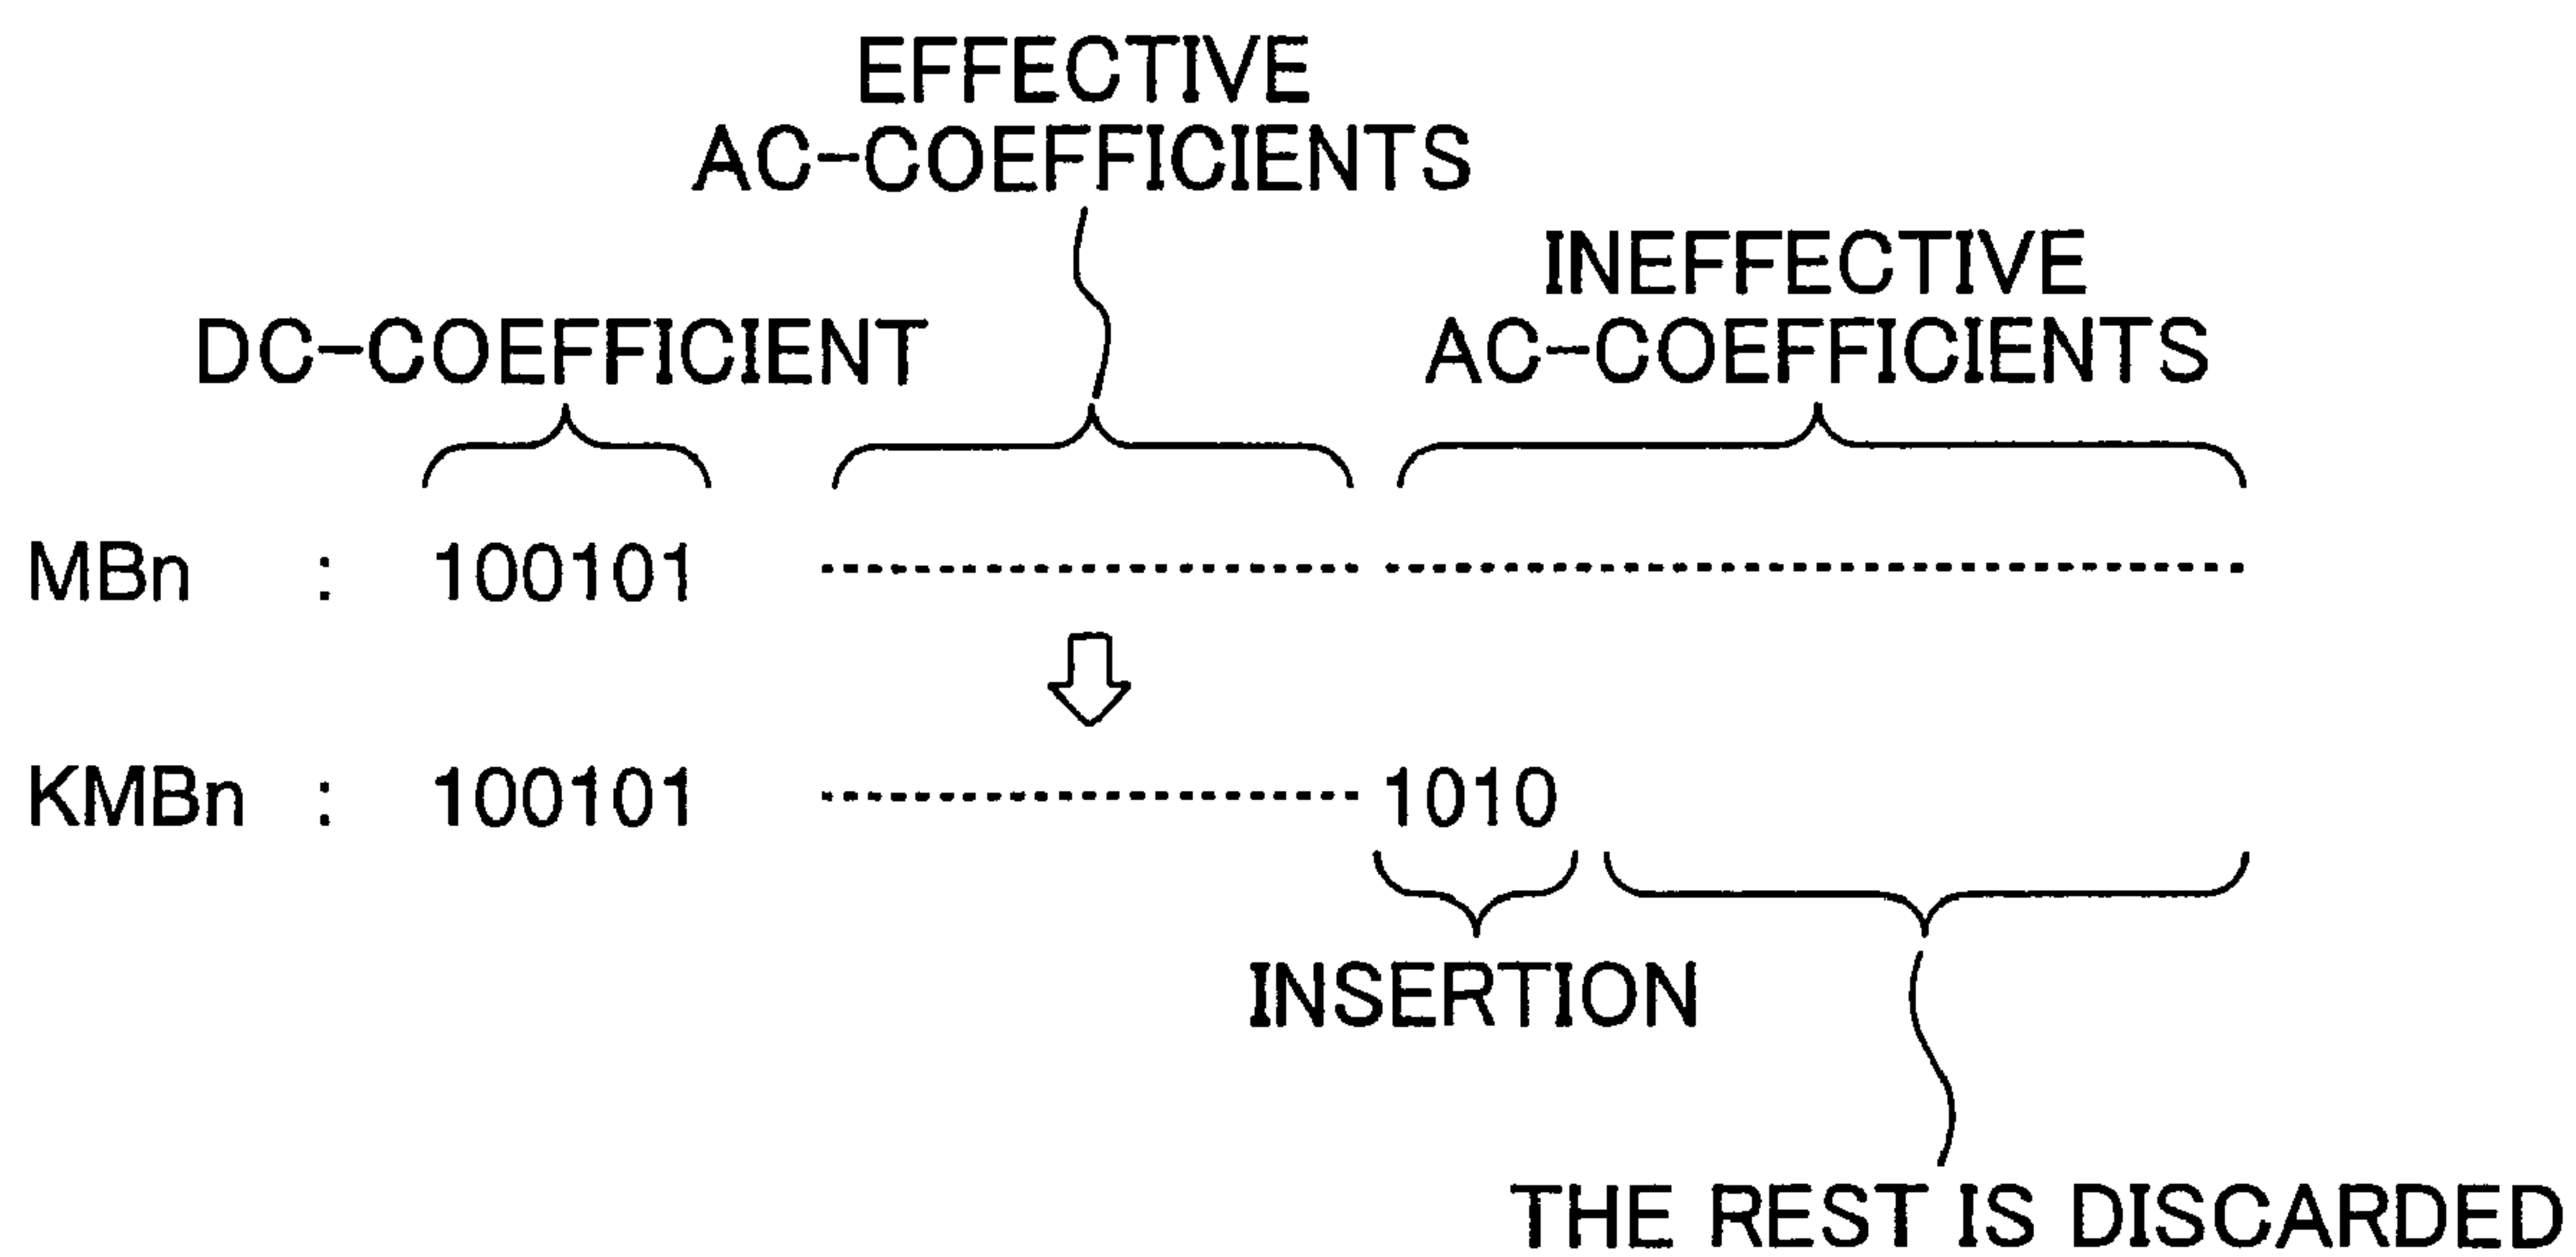 EFFECTIVE
AC-COEFFICIENTS
INEFFECTIVE
AC-COEFFICIENTS
DC-COEFFICIENT
MBn : 100101
KMBn : 100101 1010
INSERTION
THE REST IS DISCARDED